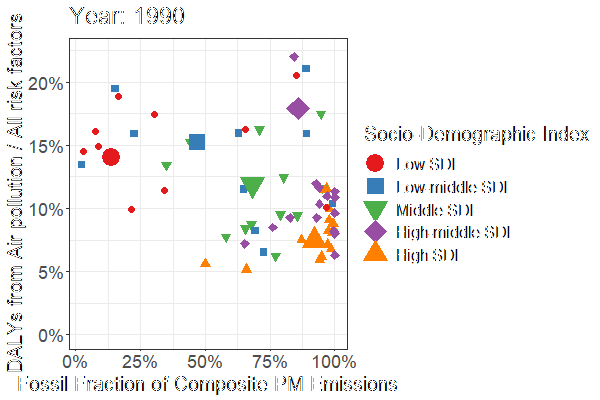 Year: 1990
DALYs from Air pollution / All risk factors
20%
15%
10%
5%
0%
0%
25%
50%
75%
100%
Fossil Fraction of Composite PM Emissions
Socio-Demographic Index
Low SDI
Low-middle SDI
Middle SDI
High-middle SDI
High SDI